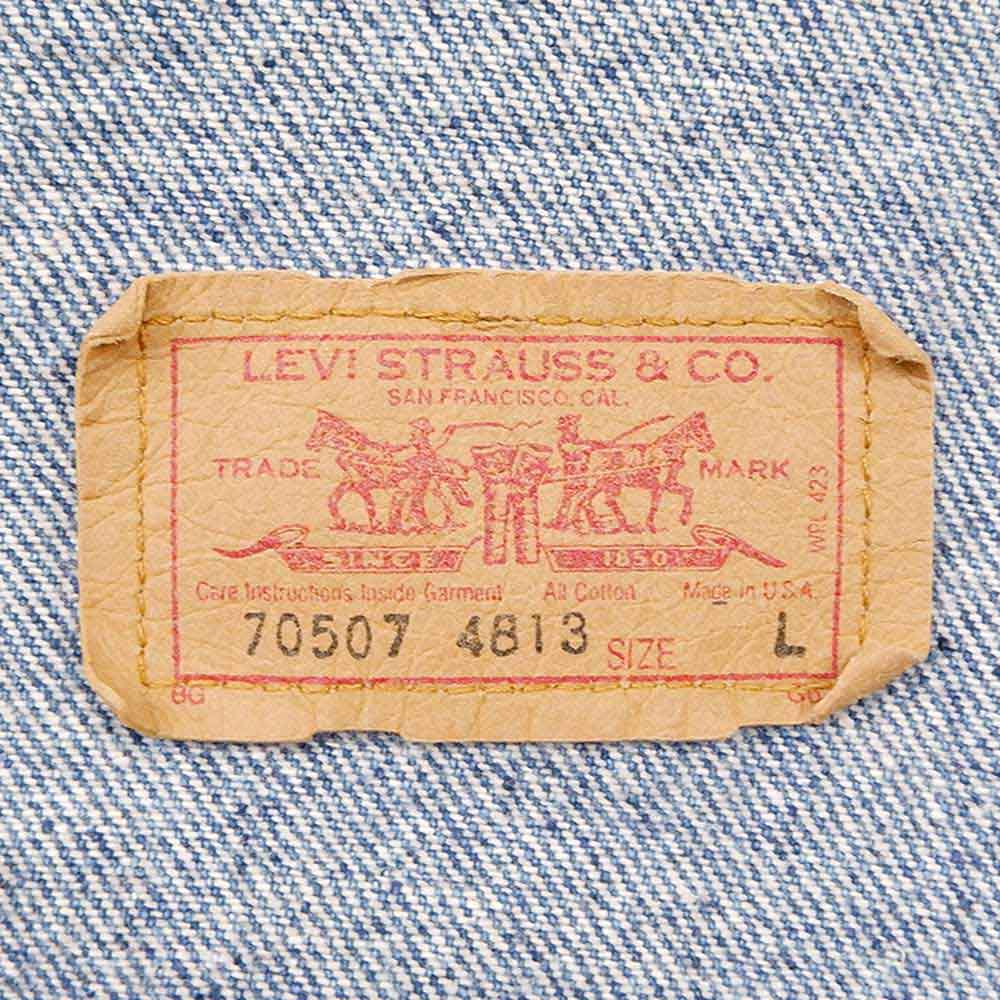 LEVI STRAUSS & CO.
SAN FRANCISCO, CAL.
TRADE MARK
WPL 423
SINCE 1850
Care Instructions Inside Garment All Cotton Made in U.S.A.
70507 4813 SIZE L
BG